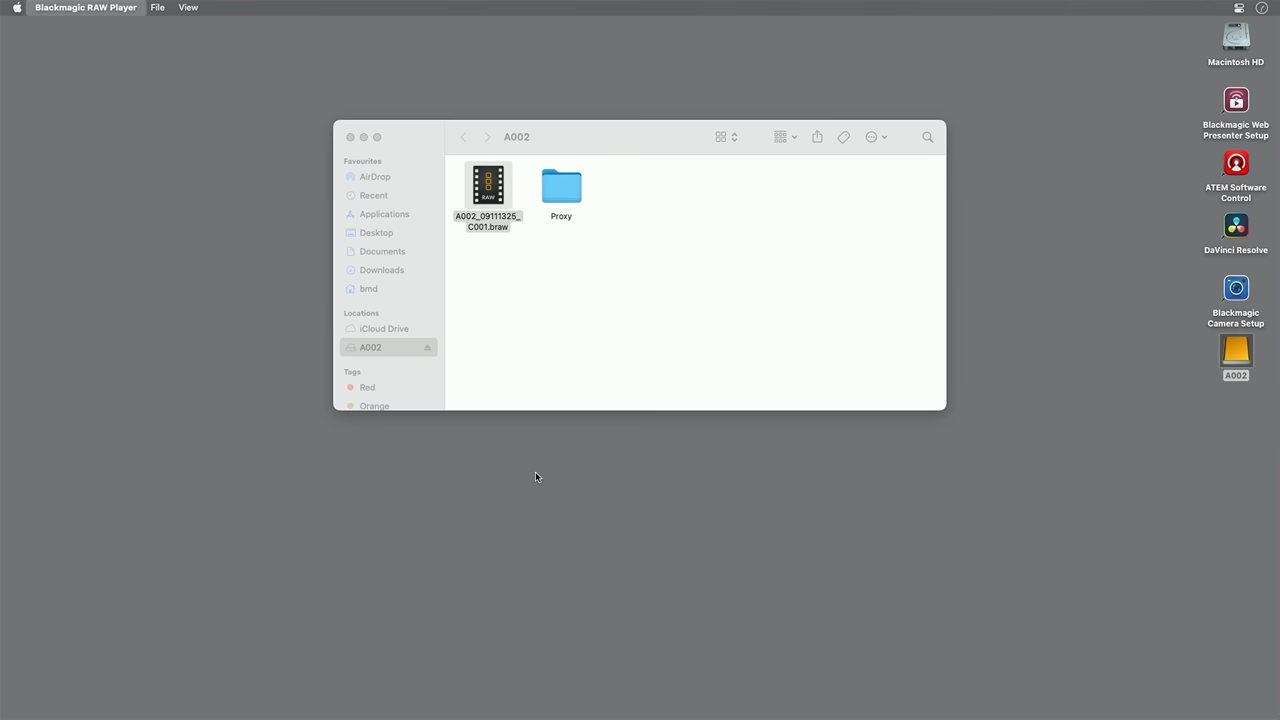 Blackmagic RAW Player File View
A002
Favourites
AirDrop
Recent
Applications
Desktop
Documents
Downloads
bmd
Locations
iCloud Drive
A002
Tags
Red
Orange
RAW
A002_09111325_
C001.braw
Proxy
Macintosh HD
Blackmagic Web
Presenter Setup
ATEM Software
Control
DaVinci Resolve
Blackmagic
Camera Setup
A002